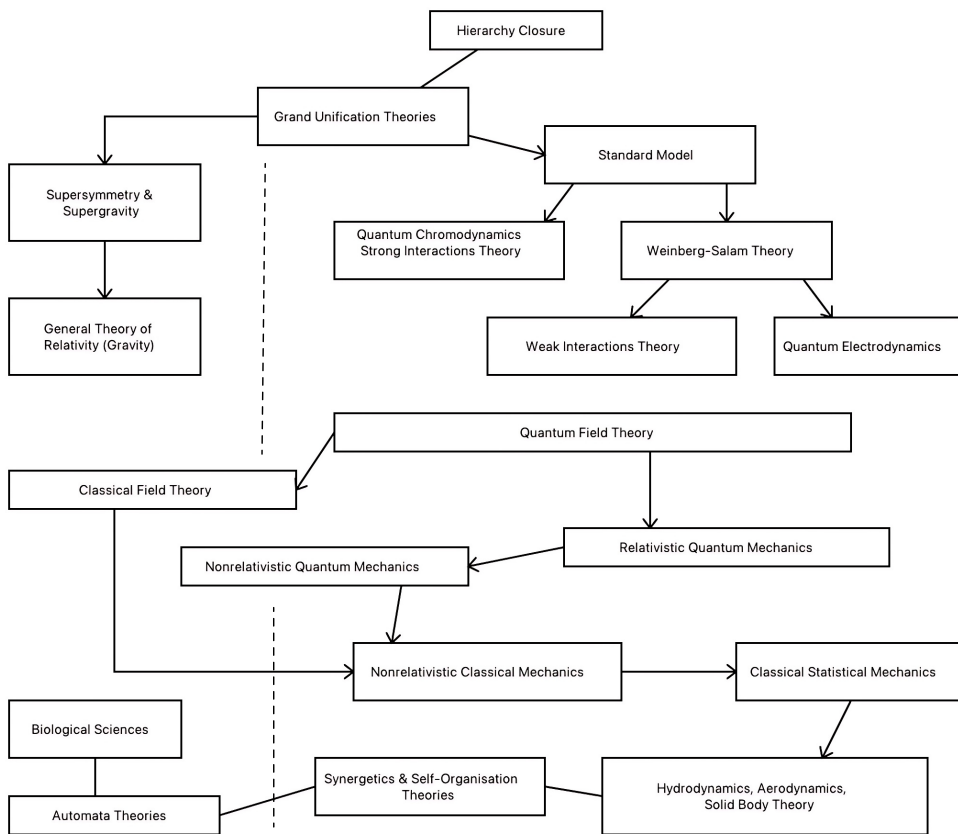 Hierarchy Closure
Grand Unification Theories
Standard Model
Supersymmetry &
Supergravity
Quantum Chromodynamics
Strong Interactions Theory
Weinberg-Salam Theory
General Theory of
Relativity (Gravity)
Weak Interactions Theory
Quantum Electrodynamics
Quantum Field Theory
Classical Field Theory
Relativistic Quantum Mechanics
Nonrelativistic Quantum Mechanics
Nonrelativistic Classical Mechanics
Classical Statistical Mechanics
Biological Sciences
Synergetics & Self-Organisation
Theories
Hydrodynamics, Aerodynamics,
Solid Body Theory
Automata Theories